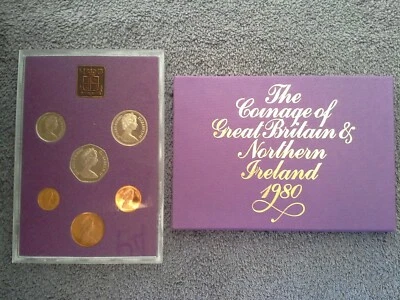 The
Coinage of
Great Britain &
Northern
Ireland
1980